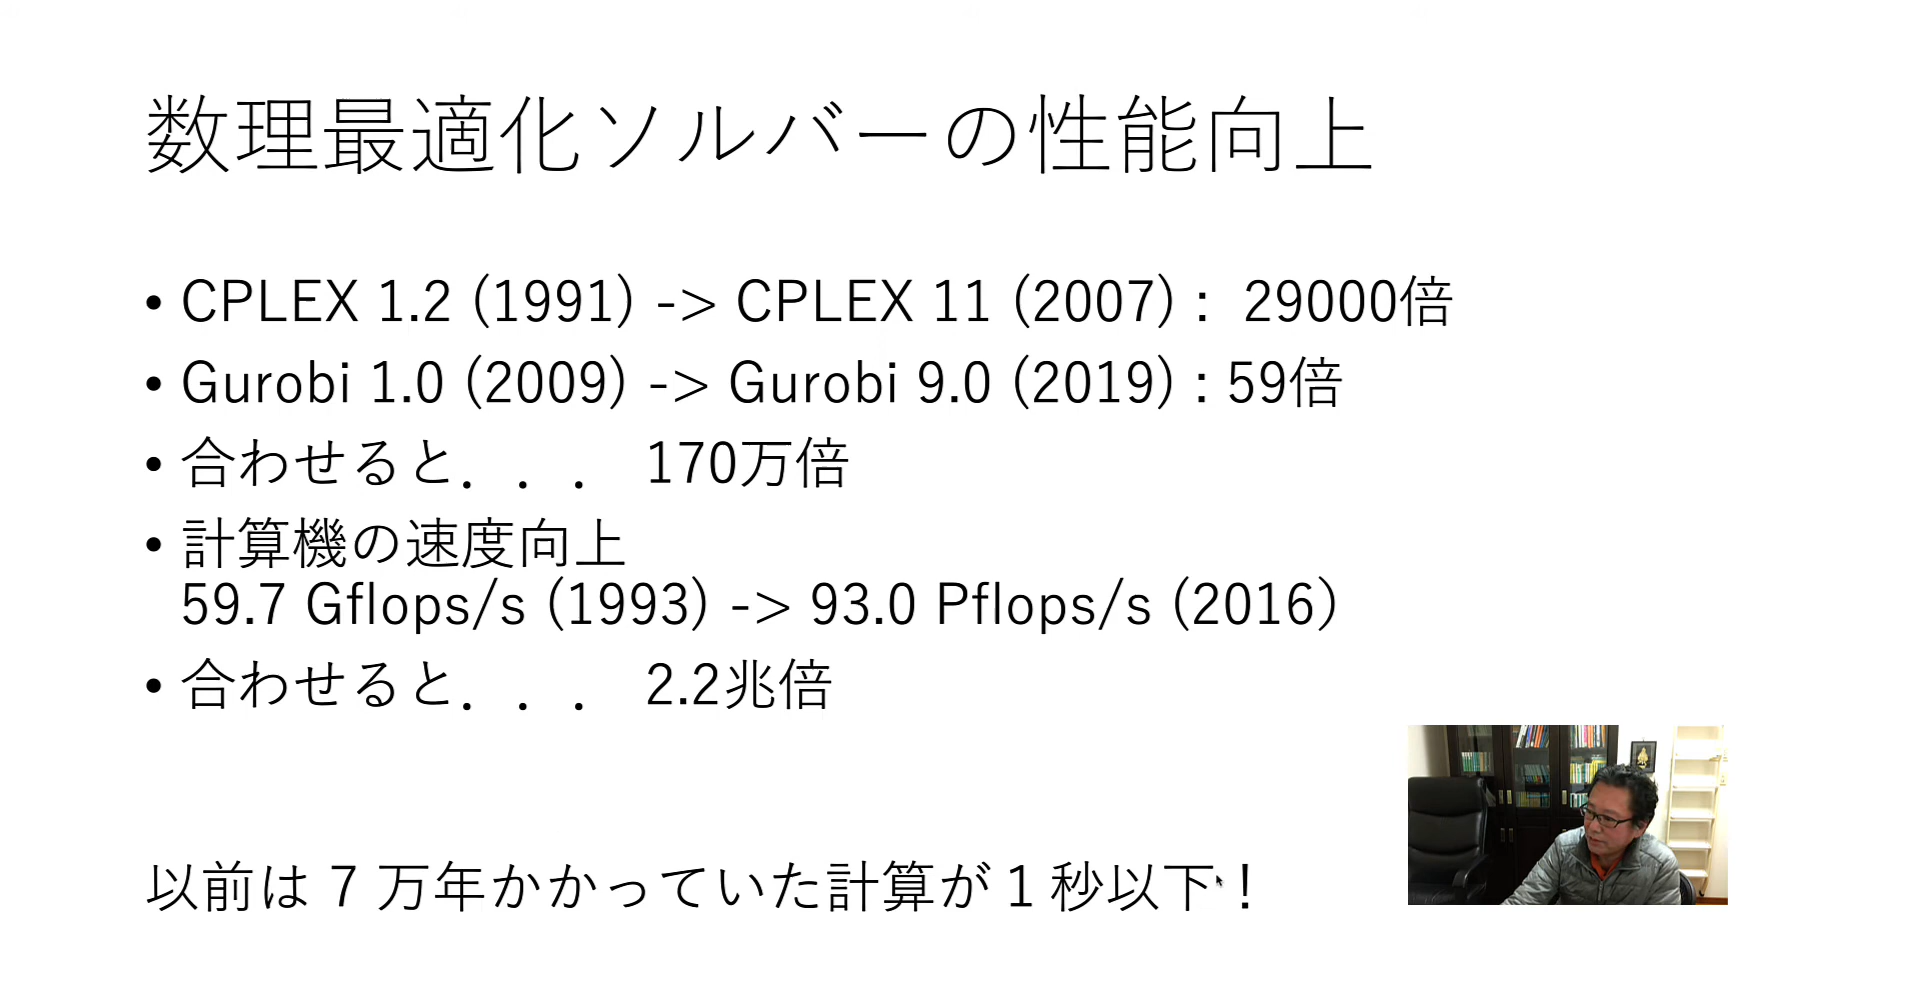 数理最適化ソルバーの性能向上
• CPLEX 1.2 (1991) -> CPLEX 11 (2007) : 29000倍
• Gurobi 1.0 (2009) -> Gurobi 9.0 (2019) : 59倍
• 合わせると．．． 170万倍
• 計算機の速度向上
59.7 Gflops/s (1993) -> 93.0 Pflops/s (2016)
• 合わせると．．． 2.2兆倍
以前は 7 万年かかっていた計算が 1 秒以下！